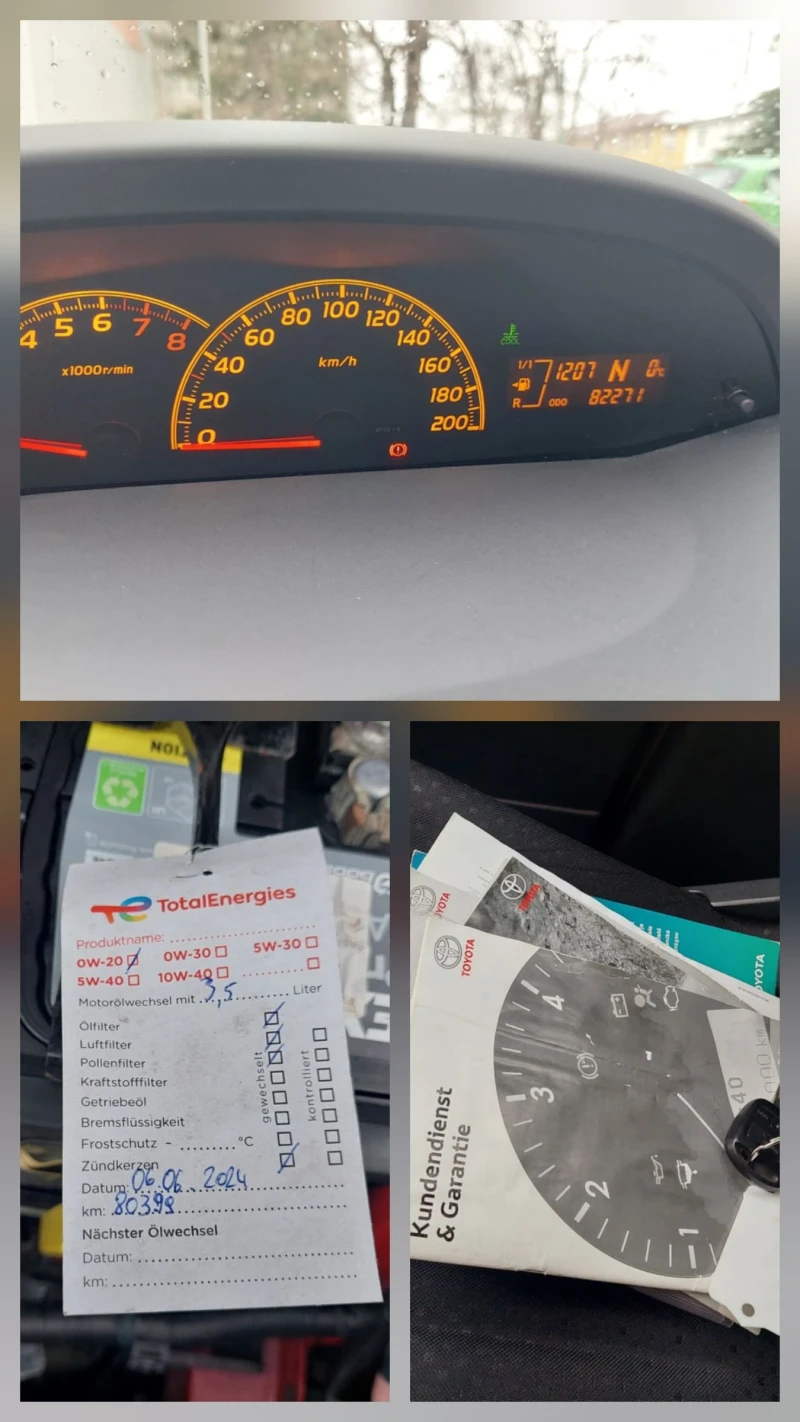 4 5 6 7 8
x1000r/min
0 20 40 60 80 100 120 140 160 180 200
km/h
COOL
1/1 1207 N 0°C
R ODO 82271
TotalEnergies
Produktname:
0W-20 0W-30 5W-30
5W-40 10W-40
Motorölwechsel mit 3,5 Liter
gewechselt
kontrolliert
Ölfilter
Luftfilter
Pollenfilter
Kraftstofffilter
Getriebeöl
Bremsflüssigkeit
Frostschutz - °C
Zündkerzen
Datum: 06.06.2024
km: 80398
Nächster Ölwechsel
Datum:
km:
TOYOTA
TOYOTA
TOYOTA
Kundendienst
& Garantie
4
3
2
1
40